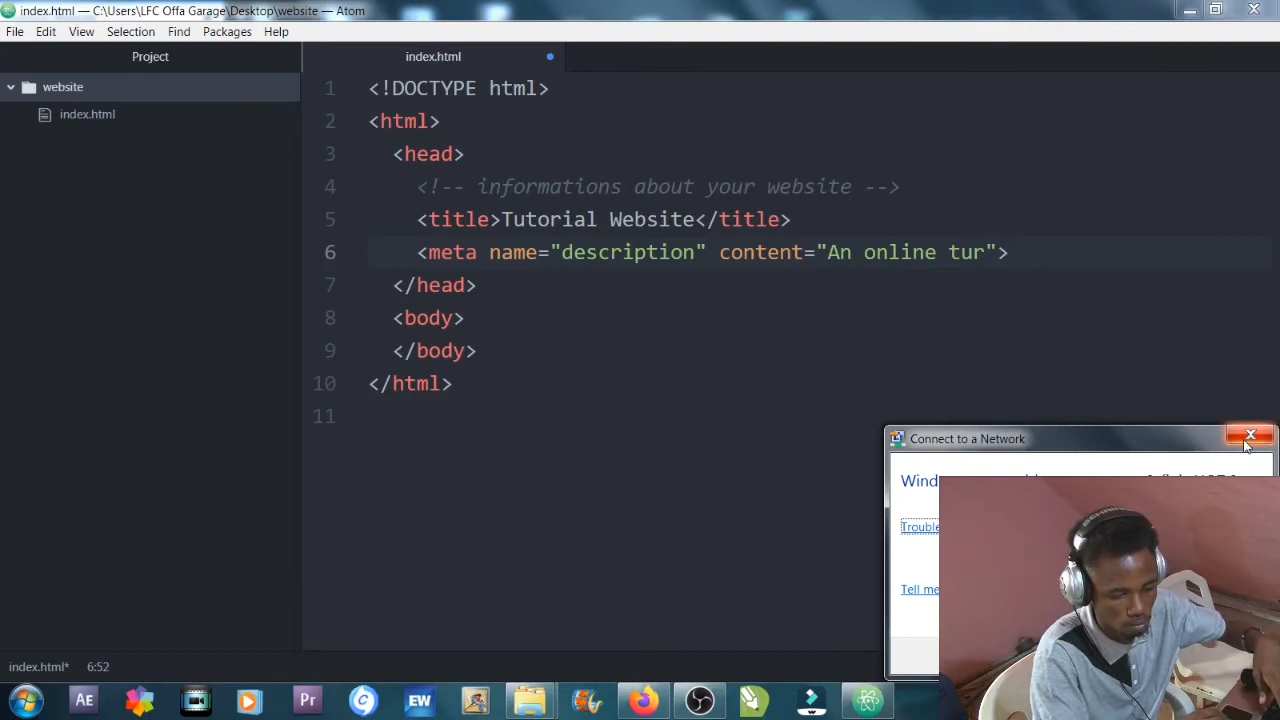 index.html — C:\Users\LFC Offa Garage\Desktop\website — Atom
File Edit View Selection Find Packages Help
Project
index.html
website
index.html
1 <!DOCTYPE html>
2 <html>
3 <head>
4 <!-- informations about your website -->
5 <title>Tutorial Website</title>
6 <meta name="description" content="An online tur">
7 </head>
8 <body>
9 </body>
10 </html>
11
Connect to a Network
Wind
Trouble
Tell me
index.html* 6:52
Ae Pr EW